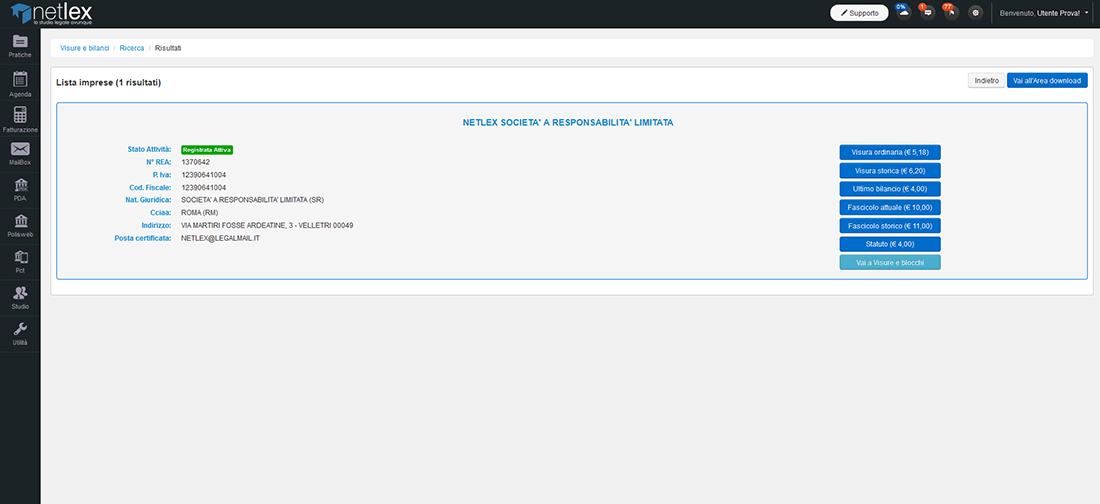 netlex
lo studio legale ovunque
Supporto
0%
1
77
Benvenuto, Utente Prova!
Pratiche
Agenda
Fatturazione
MailBox
PDA
Polisweb
Pct
Studio
Utilità
Visure e bilanci / Ricerca / Risultati
Lista imprese (1 risultati)
Indietro
Vai all'Area download
NETLEX SOCIETA' A RESPONSABILITA' LIMITATA
Stato Attività: Registrata Attiva
N° REA: 1370642
P. Iva: 12390641004
Cod. Fiscale: 12390641004
Nat. Giuridica: SOCIETA' A RESPONSABILITA' LIMITATA (SR)
Cciaa: ROMA (RM)
Indirizzo: VIA MARTIRI FOSSE ARDEATINE, 3 - VELLETRI 00049
Posta certificata: NETLEX@LEGALMAIL.IT
Visura ordinaria (€ 5,18)
Visura storica (€ 6,20)
Ultimo bilancio (€ 4,00)
Fascicolo attuale (€ 10,00)
Fascicolo storico (€ 11,00)
Statuto (€ 4,00)
Vai a Visure e blocchi